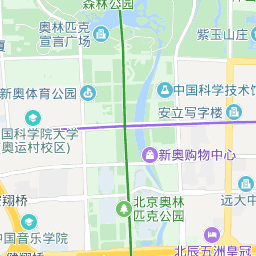 森林公园
奥林匹克
宣言广场
紫玉山庄
新奥体育公园
中国科学技术
安立写字楼
国科学院大学
奥运村校区)
新奥购物中心
翔桥
北京奥林
匹克公园
远大中
中国音乐学院
北辰五洲皇冠